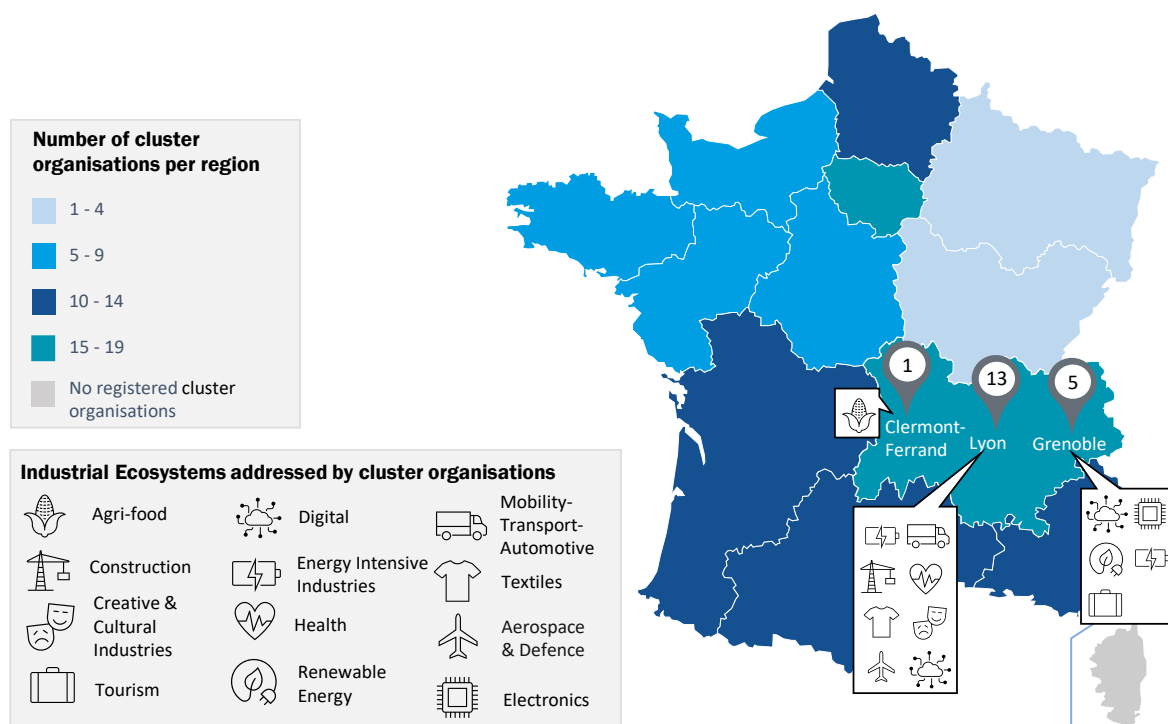 Number of cluster
organisations per region
1 - 4
5 - 9
10 - 14
15 - 19
No registered cluster
organisations
1
13
5
Clermont-
Ferrand
Lyon
Grenoble
Industrial Ecosystems addressed by cluster organisations
Agri-food
Construction
Creative &
Cultural
Industries
Tourism
Digital
Energy Intensive
Industries
Health
Renewable
Energy
Mobility-
Transport-
Automotive
Textiles
Aerospace
& Defence
Electronics